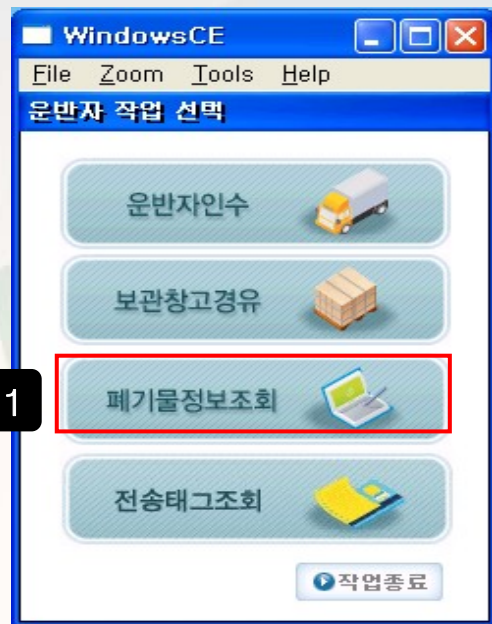 WindowsCE
File Zoom Tools Help
운반자 작업 선택
운반자인수
보관창고경유
1
폐기물정보조회
전송태그조회
작업종료